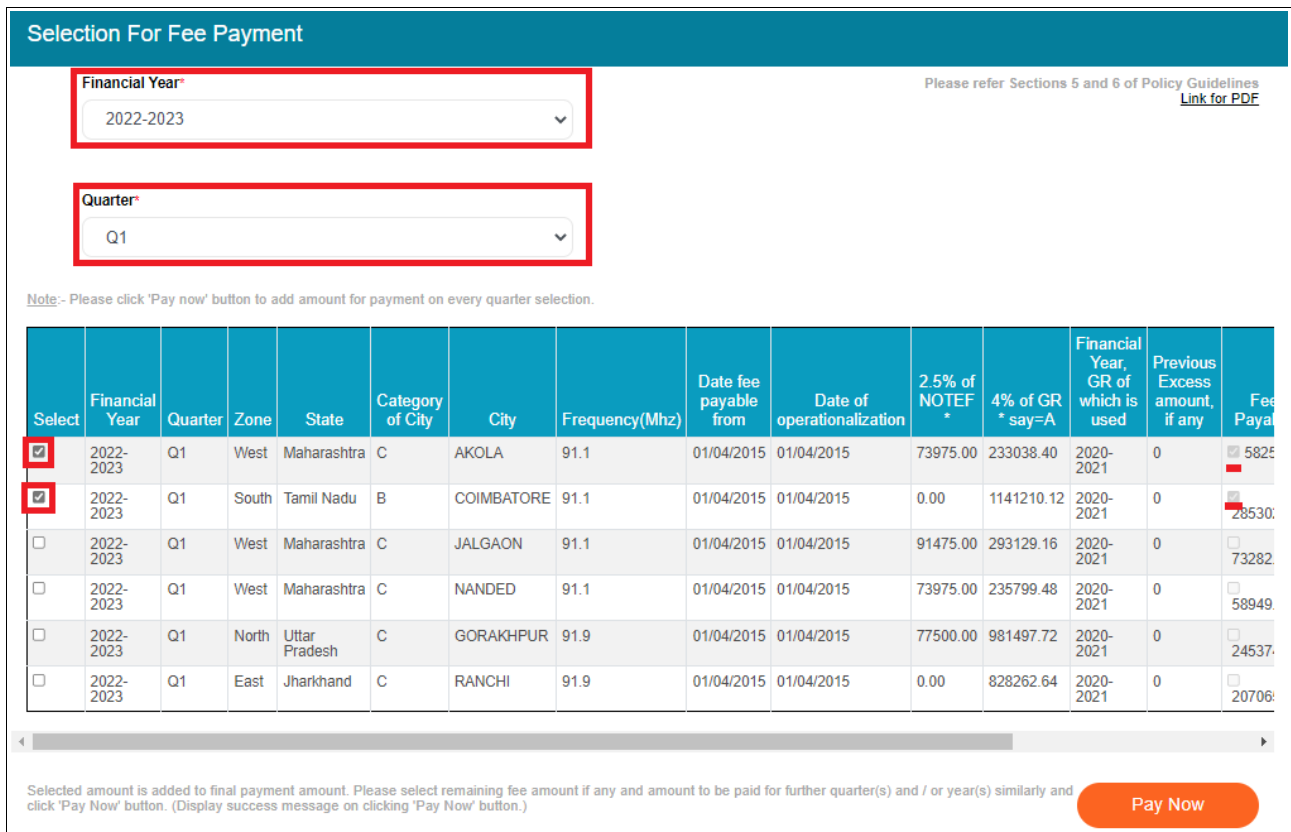 Selection For Fee Payment
Financial Year*
Please refer Sections 5 and 6 of Policy Guidelines
Link for PDF
2022-2023
Quarter*
Q1
Note:- Please click 'Pay now' button to add amount for payment on every quarter selection.
Select Financial Year Quarter Zone State Category of City City Frequency(Mhz) Date fee payable from Date of operationalization 2.5% of NOTEF * 4% of GR * say=A Financial Year, GR of which is used Previous Excess amount, if any Fee
2022-2023 Q1 West Maharashtra C AKOLA 91.1 01/04/2015 01/04/2015 73975.00 233038.40 2020-2021 0 5825
2022-2023 Q1 South Tamil Nadu B COIMBATORE 91.1 01/04/2015 01/04/2015 0.00 1141210.12 2020-2021 0 28530
2022-2023 Q1 West Maharashtra C JALGAON 91.1 01/04/2015 01/04/2015 91475.00 293129.16 2020-2021 0 73282.
2022-2023 Q1 West Maharashtra C NANDED 91.1 01/04/2015 01/04/2015 73975.00 235799.48 2020-2021 0 58949.
2022-2023 Q1 North Uttar Pradesh C GORAKHPUR 91.9 01/04/2015 01/04/2015 77500.00 981497.72 2020-2021 0 24537
2022-2023 Q1 East Jharkhand C RANCHI 91.9 01/04/2015 01/04/2015 0.00 828262.64 2020-2021 0 20706
Selected amount is added to final payment amount. Please select remaining fee amount if any and amount to be paid for further quarter(s) and / or year(s) similarly and
click 'Pay Now' button. (Display success message on clicking 'Pay Now' button.)
Pay Now